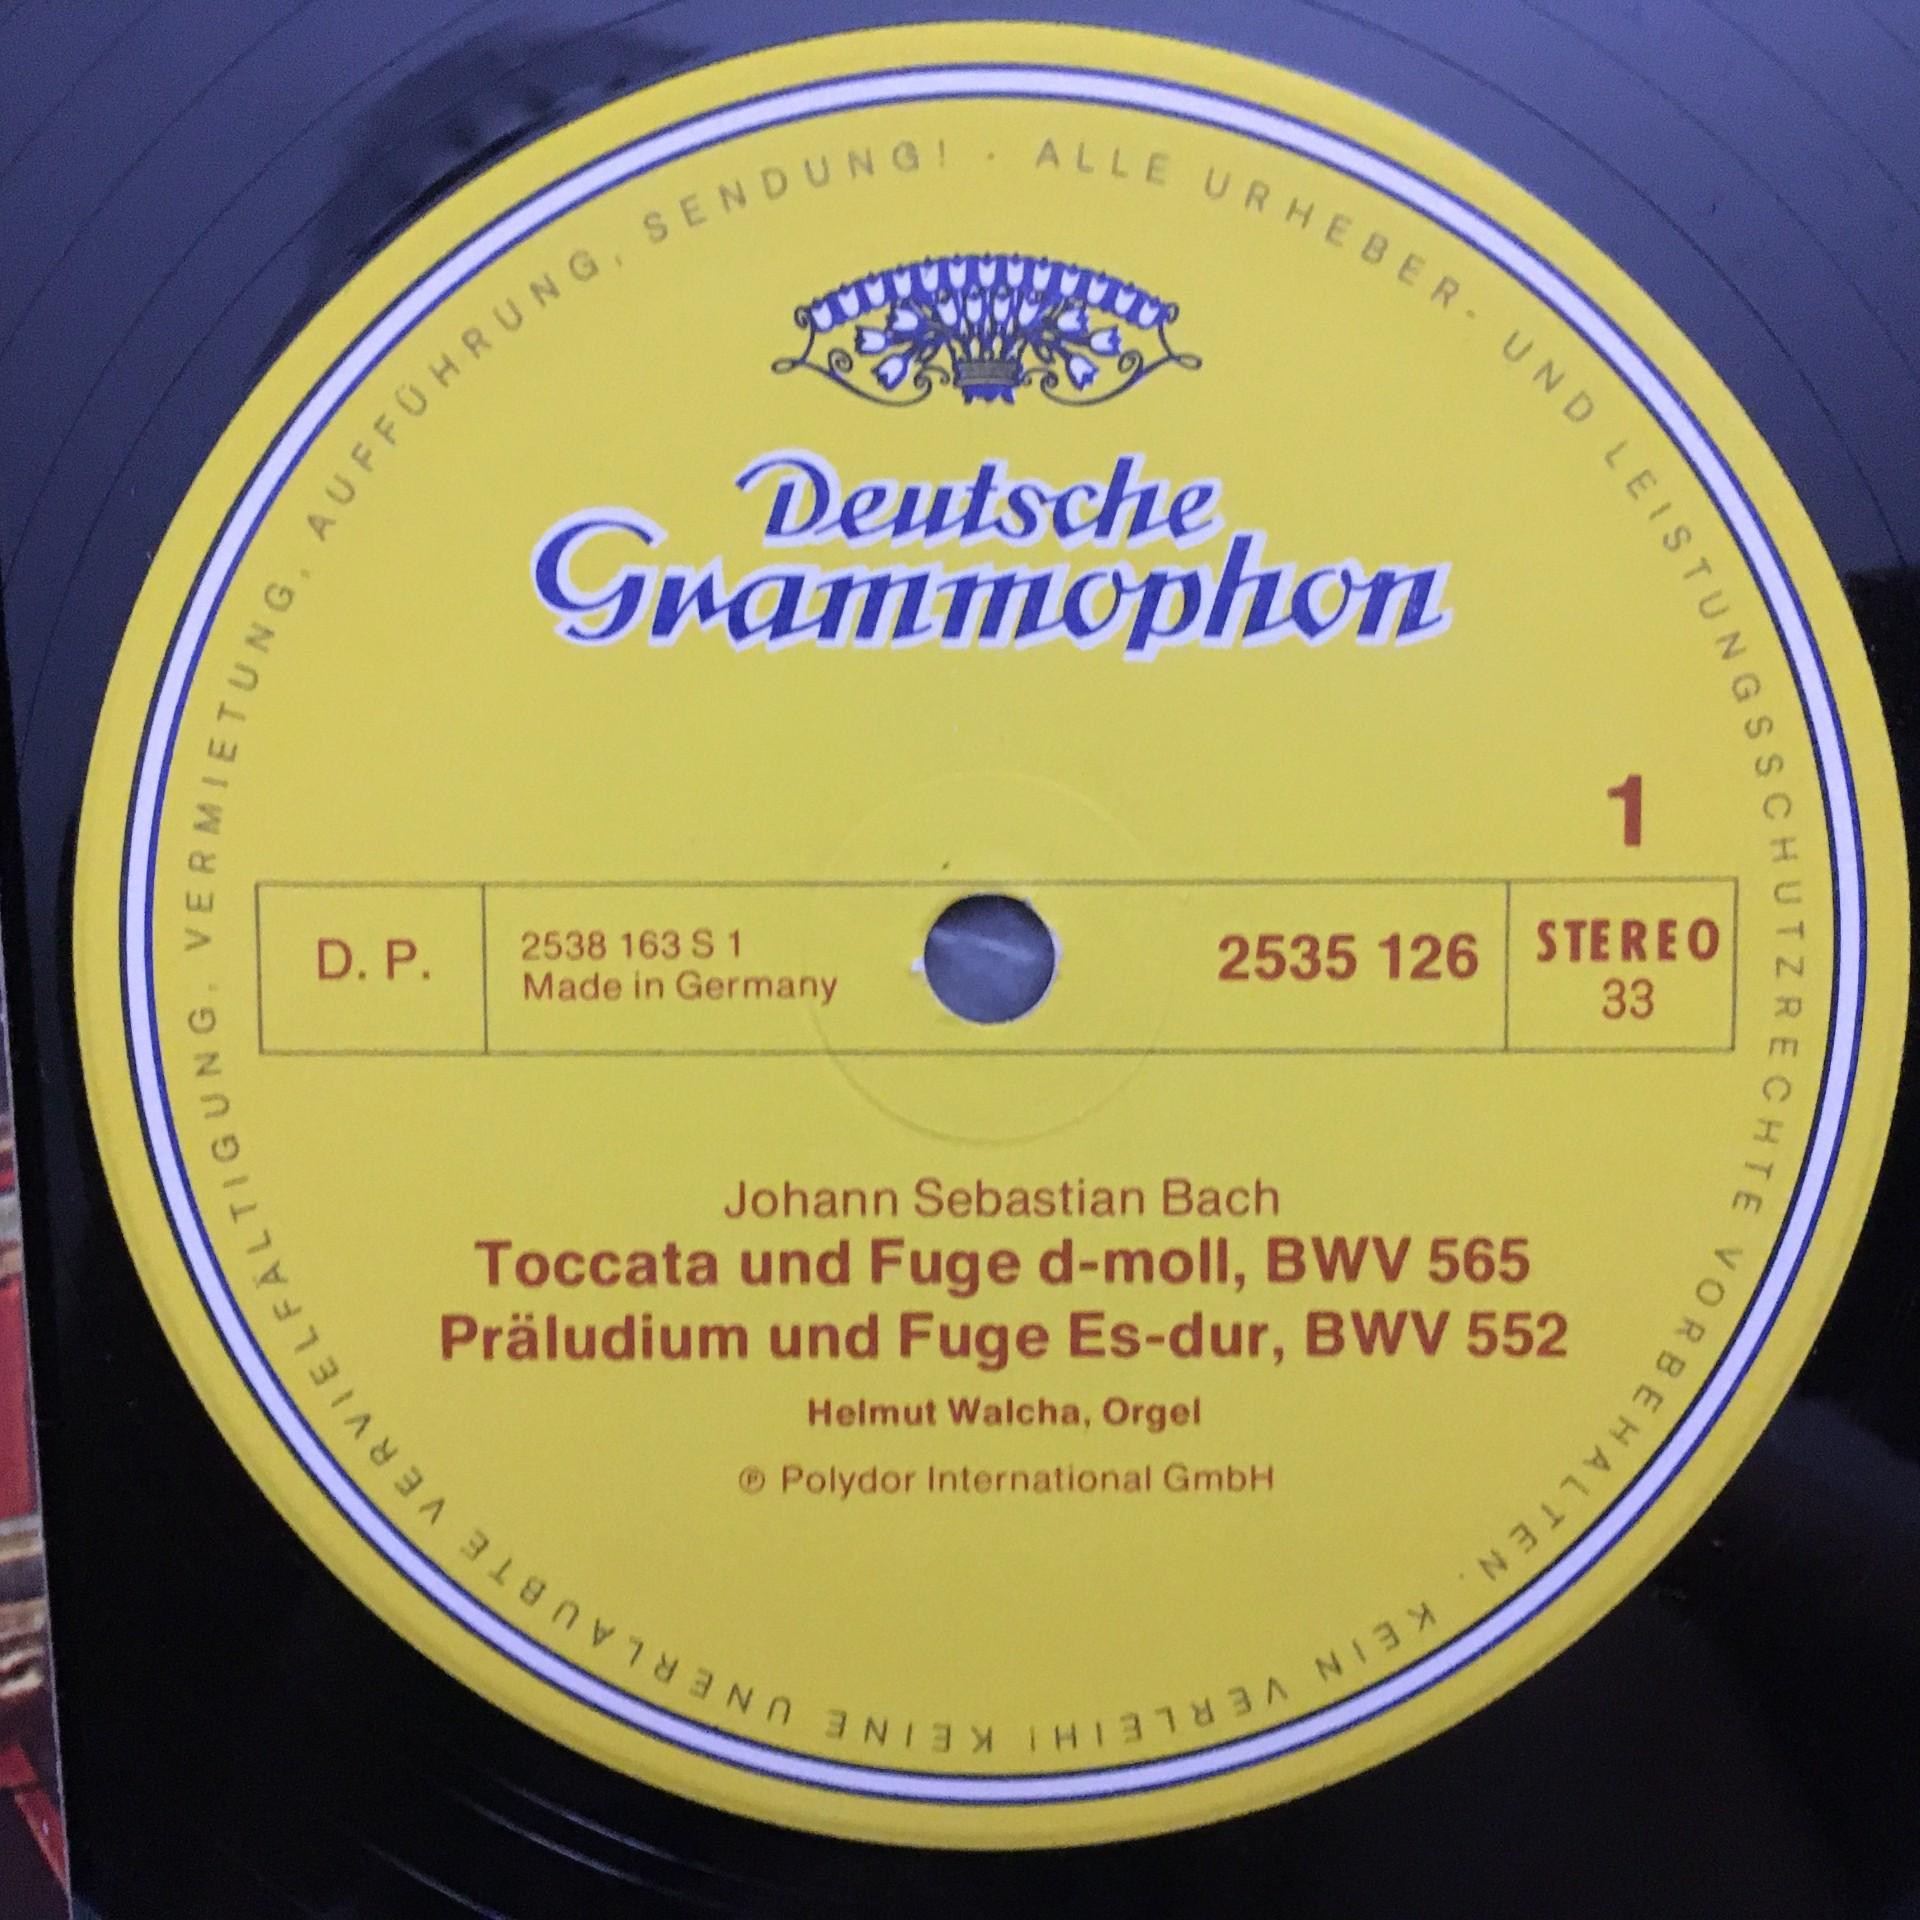 Deutsche
Grammophon
1
D. P.
2538 163 S 1
Made in Germany
2535 126
STEREO
33
Johann Sebastian Bach
Toccata und Fuge d-moll, BWV 565
Präludium und Fuge Es-dur, BWV 552
Helmut Walcha, Orgel
℗ Polydor International GmbH
ALLE URHEBER- UND LEISTUNGSSCHUTZRECHTE VORBEHALTEN. KEIN VERLEIH! KEINE UNERLAUBTE VERVIELFÄLTIGUNG, VERMIETUNG, AUFFÜHRUNG, SENDUNG! ·